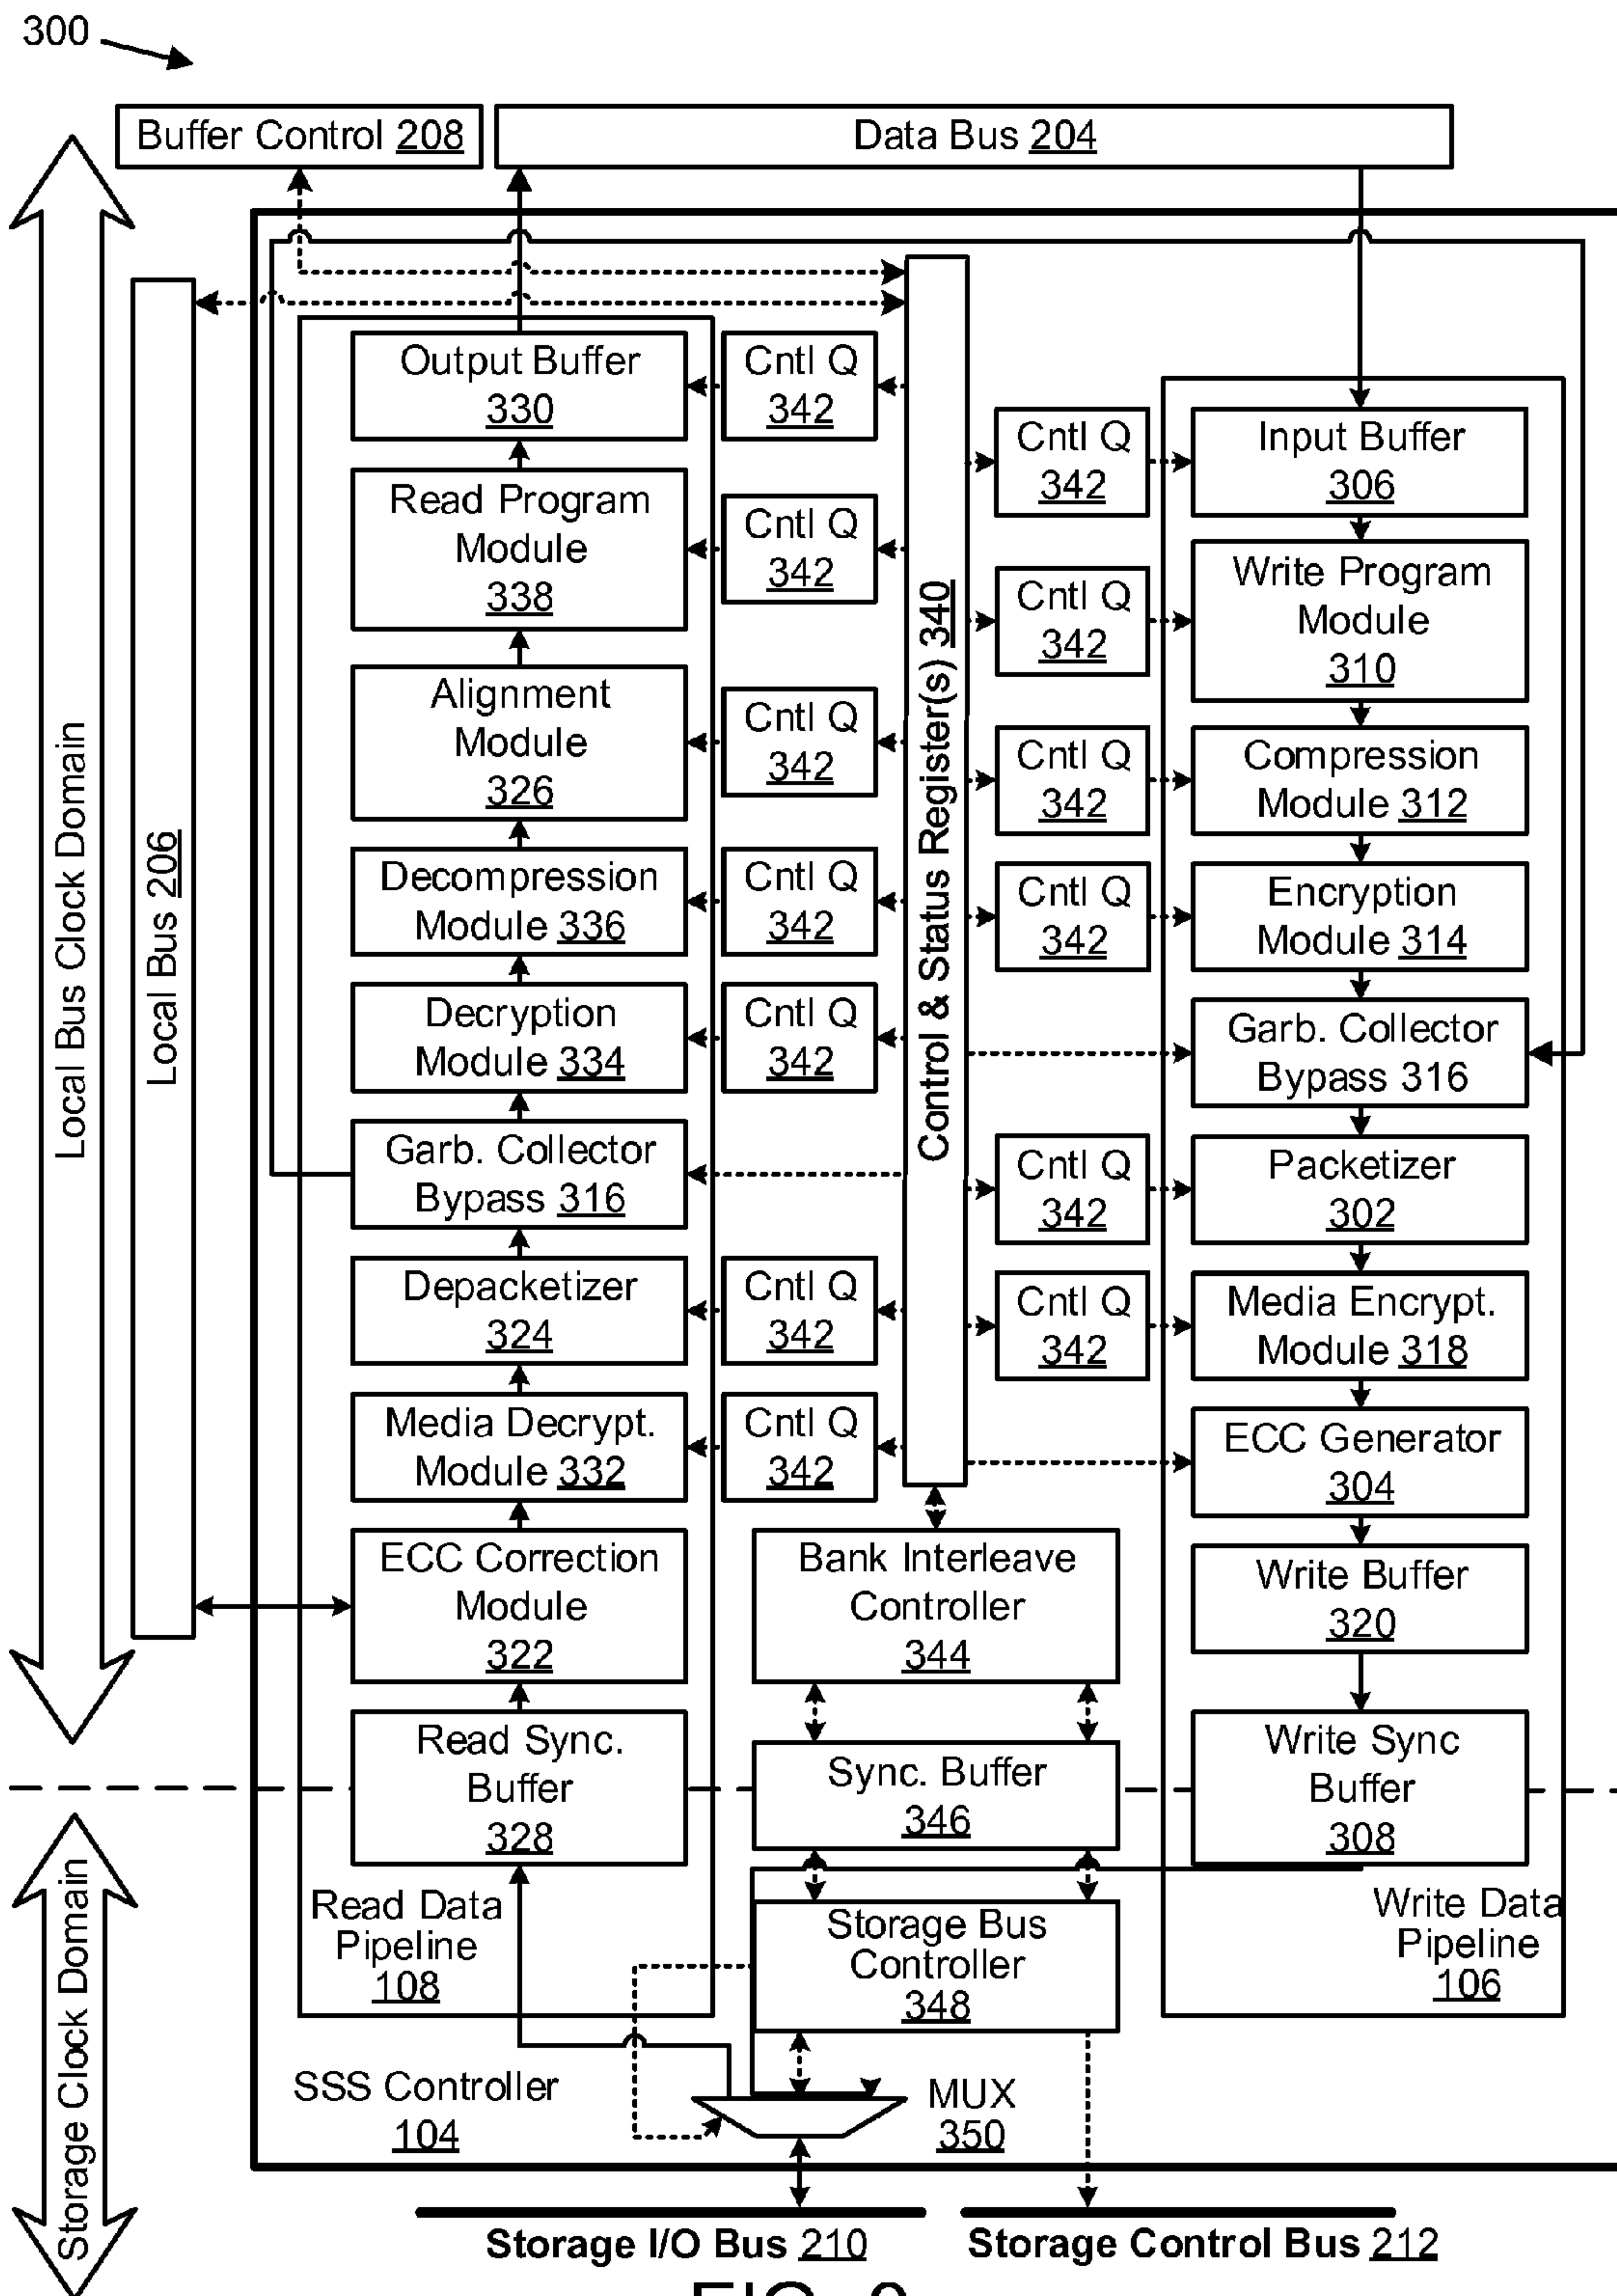 300
Buffer Control 208
Data Bus 204
Local Bus Clock Domain
Local Bus 206
Output Buffer
330
Cntl Q
342
Read Program
Module
338
Cntl Q
342
Alignment
Module
326
Cntl Q
342
Decompression
Module 336
Cntl Q
342
Decryption
Module 334
Cntl Q
342
Garb. Collector
Bypass 316
Depacketizer
324
Cntl Q
342
Media Decrypt.
Module 332
Cntl Q
342
ECC Correction
Module
322
Read Sync.
Buffer
328
Read Data
Pipeline
108
Control & Status Register(s) 340
Bank Interleave
Controller
344
Sync. Buffer
346
Storage Bus
Controller
348
Cntl Q
342
Input Buffer
306
Cntl Q
342
Write Program
Module
310
Cntl Q
342
Compression
Module 312
Cntl Q
342
Encryption
Module 314
Garb. Collector
Bypass 316
Cntl Q
342
Packetizer
302
Cntl Q
342
Media Encrypt.
Module 318
ECC Generator
304
Write Buffer
320
Write Sync
Buffer
308
Write Data
Pipeline
106
Storage Clock Domain
SSS Controller
104
MUX
350
Storage I/O Bus 210
Storage Control Bus 212